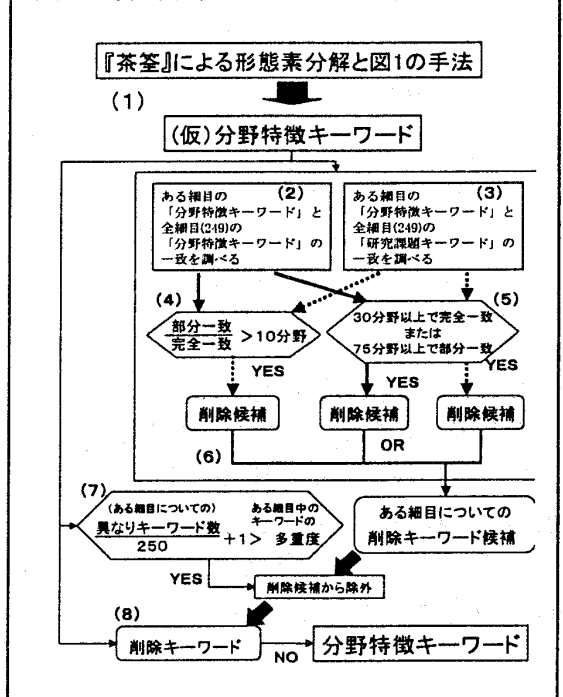 『茶筌』による形態素分解と図1の手法
(1)
(仮)分野特徴キーワード
ある細目の (2)
「分野特徴キーワード」と
全細目(249)の
「分野特徴キーワード」の
一致を調べる
ある細目の (3)
「分野特徴キーワード」と
全細目(249)の
「研究課題キーワード」の
一致を調べる
(4)
部分一致
完全一致
>10分野
(5)
30分野以上で完全一致
または
75分野以上で部分一致
YES
YES
YES
削除候補
削除候補
削除候補
(6)
OR
(7)
(ある細目についての)
異なりキーワード数
250
+1>
ある細目中の
キーワードの
多重度
ある細目についての
削除キーワード候補
YES
削除候補から除外
(8)
削除キーワード
NO
分野特徴キーワード